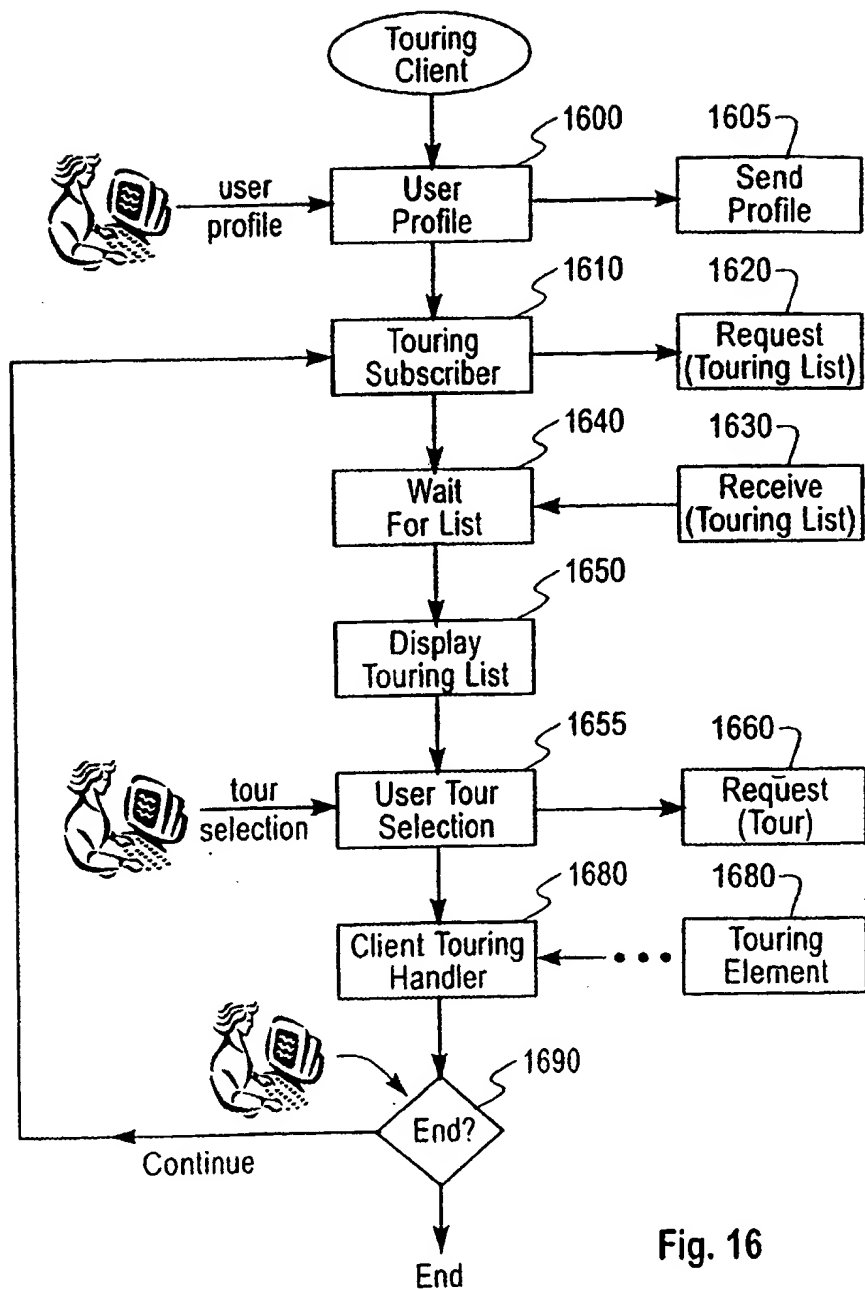 Touring
Client
1600
1605
user
profile
User
Profile
Send
Profile
1610
1620
Touring
Subscriber
Request
(Touring List)
1640
1630
Wait
For List
Receive
(Touring List)
1650
Display
Touring List
1655
1660
tour
selection
User Tour
Selection
Request
(Tour)
1680
1680
Client Touring
Handler
Touring
Element
1690
End?
Continue
End
Fig. 16